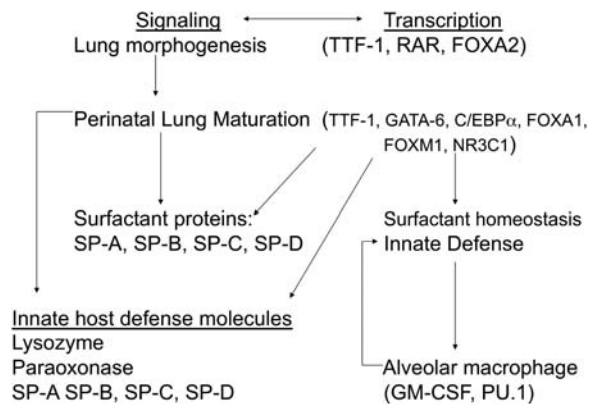 Signaling Transcription
Lung morphogenesis (TTF-1, RAR, FOXA2)
Perinatal Lung Maturation (TTF-1, GATA-6, C/EBPα, FOXA1,
FOXM1, NR3C1)
Surfactant proteins:
SP-A, SP-B, SP-C, SP-D
Surfactant homeostasis
Innate Defense
Innate host defense molecules
Lysozyme
Paraoxonase
SP-A SP-B, SP-C, SP-D
Alveolar macrophage
(GM-CSF, PU.1)